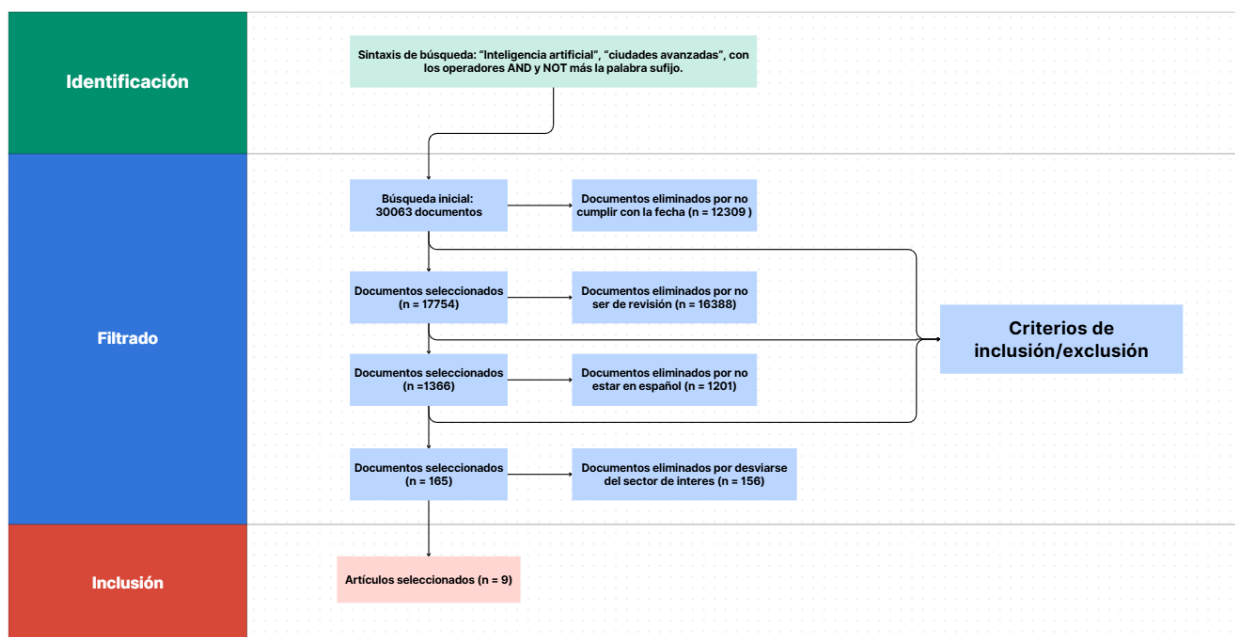 Identificación
Sintaxis de búsqueda: "Inteligencia artificial", "ciudades avanzadas", con
los operadores AND y NOT más la palabra sufijo.
Filtrado
Búsqueda inicial:
30063 documentos
Documentos eliminados por no
cumplir con la fecha (n = 12309 )
Documentos seleccionados
(n = 17754)
Documentos eliminados por no
ser de revisión (n = 16388)
Criterios de
inclusión/exclusión
Documentos seleccionados
(n =1366)
Documentos eliminados por no
estar en español (n = 1201)
Documentos seleccionados
(n = 165)
Documentos eliminados por desviarse
del sector de interes (n = 156)
Inclusión
Artículos seleccionados (n = 9)